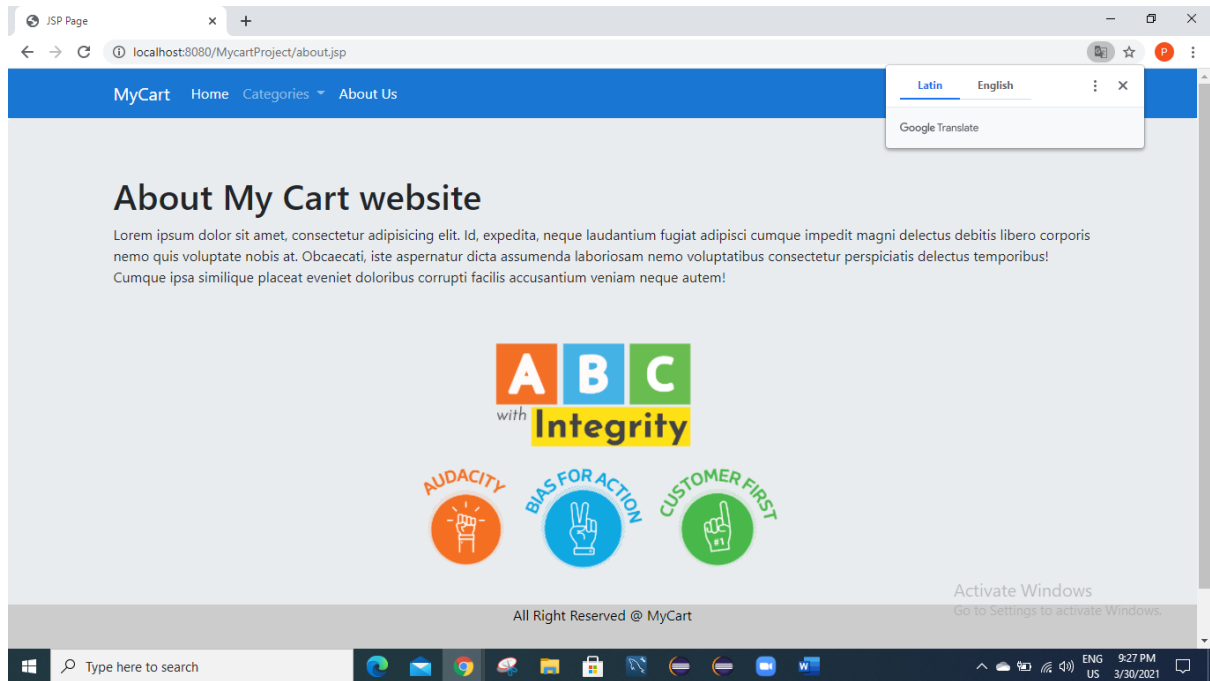 JSP Page
localhost:8080/MycartProject/about.jsp
P
MyCart Home Categories About Us
Latin English
Google Translate
About My Cart website
Lorem ipsum dolor sit amet, consectetur adipisicing elit. Id, expedita, neque laudantium fugiat adipisci cumque impedit magni delectus debitis libero corporis
nemo quis voluptate nobis at. Obcaecati, iste aspernatur dicta assumenda laboriosam nemo voluptatibus consectetur perspiciatis delectus temporibus!
Cumque ipsa similique placeat eveniet doloribus corrupti facilis accusantium veniam neque autem!
A B C
with Integrity
AUDACITY BIAS FOR ACTION CUSTOMER FIRST
#1
Activate Windows
Go to Settings to activate Windows.
All Right Reserved @ MyCart
Type here to search
W
ENG 9:27 PM
US 3/30/2021